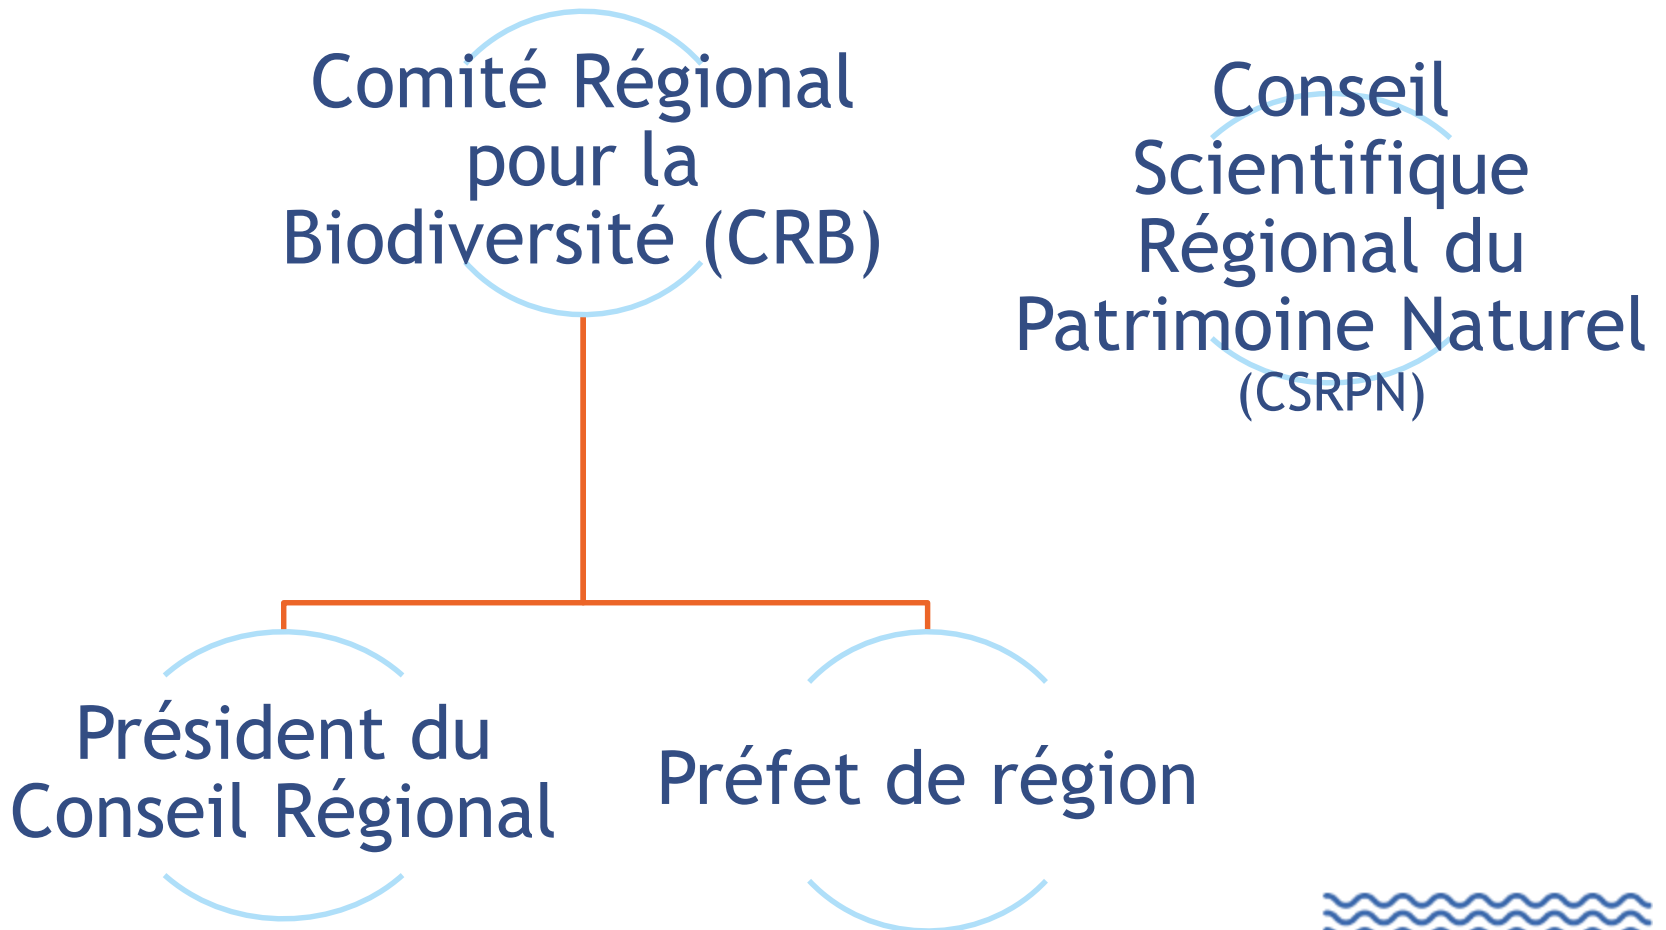 Comité Régional
pour la
Biodiversité (CRB)
Conseil
Scientifique
Régional du
Patrimoine Naturel
(CSRPN)
Président du
Conseil Régional
Préfet de région